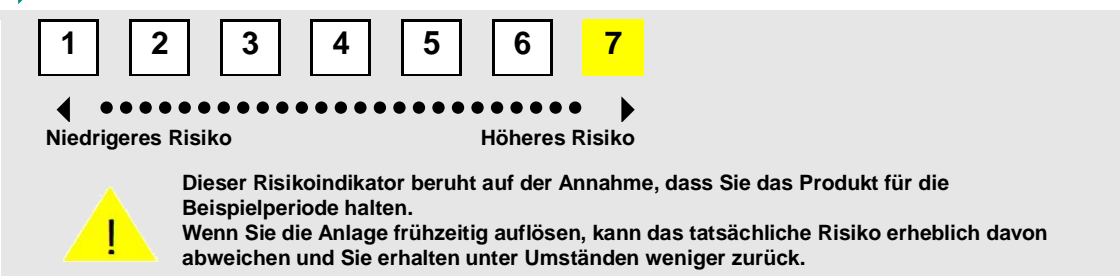 1 2 3 4 5 6 7
Niedrigeres Risiko Höheres Risiko
Dieser Risikoindikator beruht auf der Annahme, dass Sie das Produkt für die
Beispielperiode halten.
! Wenn Sie die Anlage frühzeitig auflösen, kann das tatsächliche Risiko erheblich davon
abweichen und Sie erhalten unter Umständen weniger zurück.